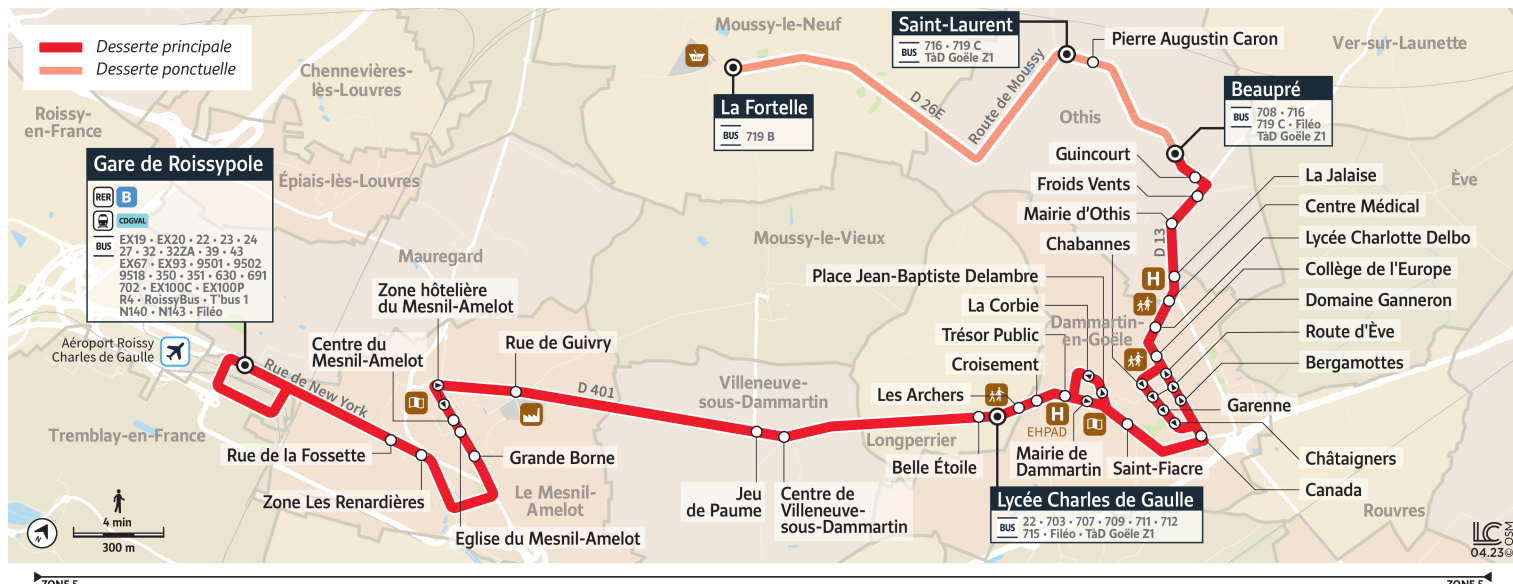 Desserte principale
Desserte ponctuelle
Roissy-
en-France
Chennevières-
lès-Louvres
Épiais-lès-Louvres
Moussy-le-Neuf
Ver-sur-Launette
Othis
Ève
Mauregard
Moussy-le-Vieux
Dammartin-
en-Goële
Villeneuve-
sous-Dammartin
Longperrier
Tremblay-en-France
Le Mesnil-
Amelot
Rouvres
Gare de Roissypole
RER B
CDGVAL
BUS
EX19 • EX20 • 22 • 23 • 24
27 • 32 • 32ZA • 39 • 43
EX67 • EX93 • 9501 • 9502
9518 • 350 • 351 • 630 • 691
702 • EX100C • EX100P
R4 • RoissyBus • T'bus 1
N140 • N143 • Filéo
Aéroport Roissy
Charles de Gaulle
Rue de New York
Rue de la Fossette
Zone Les Renardières
Zone hôtelière
du Mesnil-Amelot
Centre du
Mesnil-Amelot
Grande Borne
Eglise du Mesnil-Amelot
Rue de Guivry
D 401
Jeu
de Paume
Centre de
Villeneuve-
sous-Dammartin
Belle Étoile
Lycée Charles de Gaulle
BUS
22 • 703 • 707 • 709 • 711 • 712
715 • Filéo • TàD Goële Z1
Les Archers
Croisement
Trésor Public
La Corbie
Place Jean-Baptiste Delambre
Chabannes
H
EHPAD
Mairie de
Dammartin
Saint-Fiacre
La Fortelle
BUS
719 B
D 26E
Route de Moussy
Saint-Laurent
BUS
716 • 719 C
TàD Goële Z1
Pierre Augustin Caron
Beaupré
BUS
708 • 716
719 C • Filéo
TàD Goële Z1
Guincourt
Froids Vents
Mairie d'Othis
D 13
H
La Jalaise
Centre Médical
Lycée Charlotte Delbo
Collège de l'Europe
Domaine Ganneron
Route d'Ève
Bergamottes
Garenne
Châtaigners
Canada
4 min
300 m
LC
04.23 © OSM
ZONE 5
ZONE 5